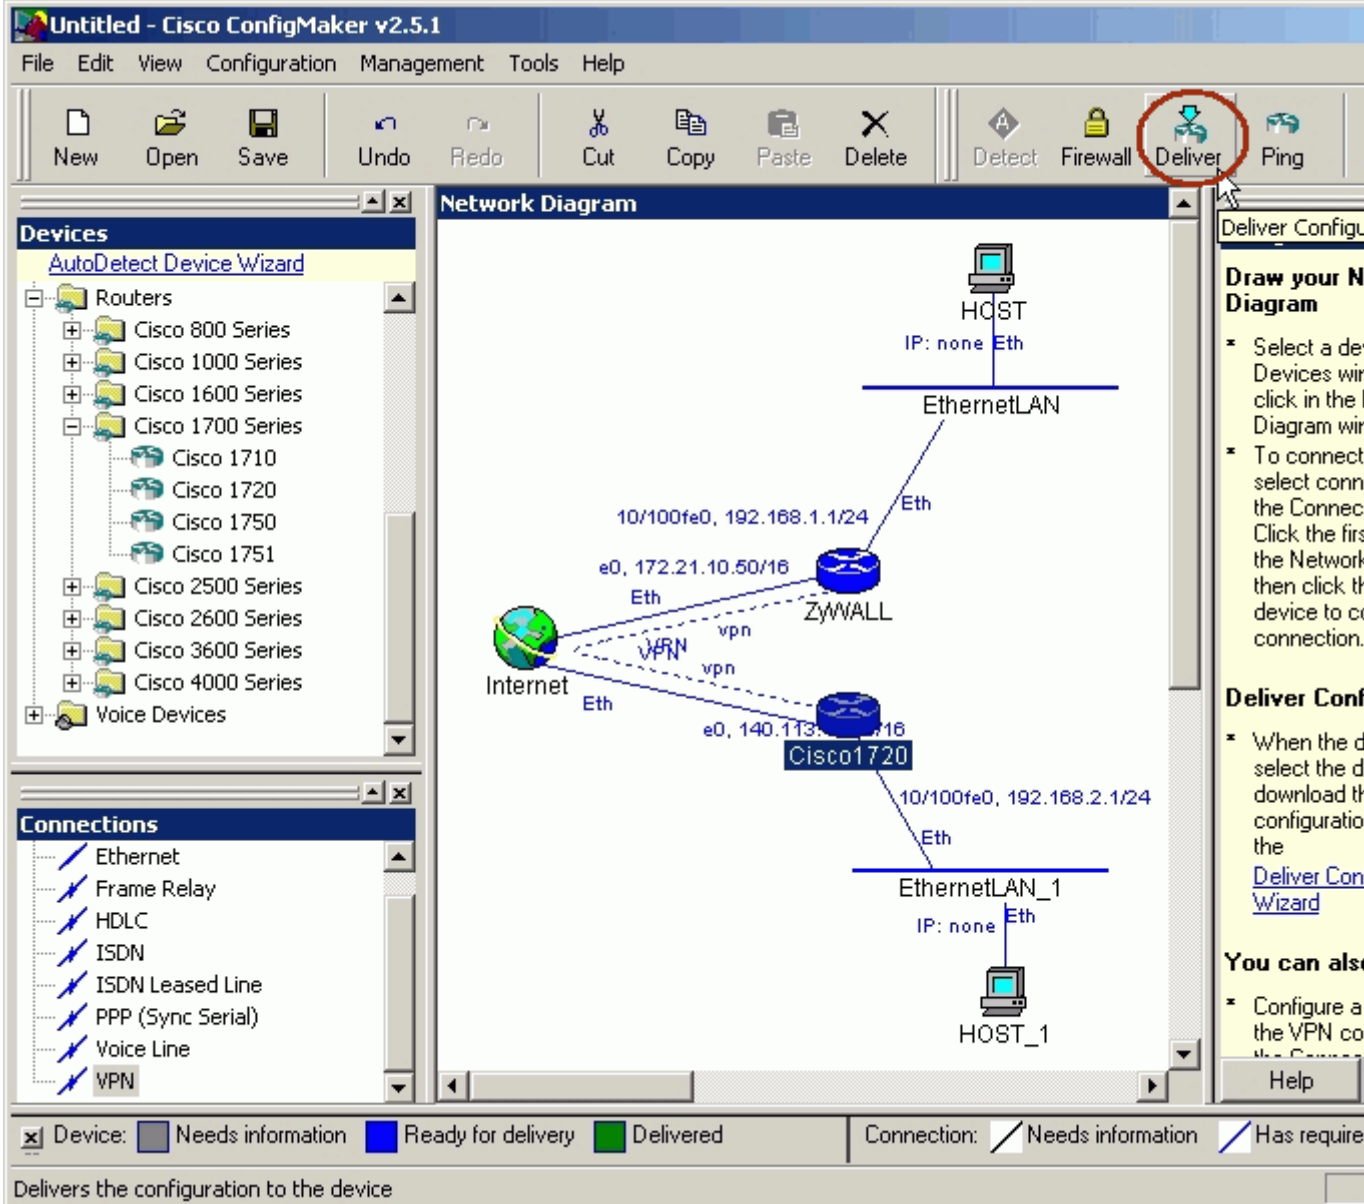 Untitled - Cisco ConfigMaker v2.5.1
File Edit View Configuration Management Tools Help
New Open Save Undo Redo Cut Copy Paste Delete Detect Firewall Deliver Ping
Devices
AutoDetect Device Wizard
Routers
Cisco 800 Series
Cisco 1000 Series
Cisco 1600 Series
Cisco 1700 Series
Cisco 1710
Cisco 1720
Cisco 1750
Cisco 1751
Cisco 2500 Series
Cisco 2600 Series
Cisco 3600 Series
Cisco 4000 Series
Voice Devices
Connections
Ethernet
Frame Relay
HDLC
ISDN
ISDN Leased Line
PPP (Sync Serial)
Voice Line
VPN
Network Diagram
HOST
IP: none Eth
EthernetLAN
Eth
10/100fe0, 192.168.1.1/24
e0, 172.21.10.50/16
Eth
ZyWALL
vpn
VPN
vpn
Internet
Eth
e0, 140.113. /16
Cisco1720
10/100fe0, 192.168.2.1/24
Eth
EthernetLAN_1
IP: none Eth
HOST_1
Deliver Configu
Draw your N
Diagram
Select a de
Devices wi
click in the
Diagram wi
To connect
select conn
the Connec
Click the firs
the Network
then click th
device to co
connection.
Deliver Conf
When the d
select the d
download th
configuratio
the
Deliver Con
Wizard
You can also
Configure a
the VPN co
Help
Device: Needs information Ready for delivery Delivered Connection: Needs information Has require
Delivers the configuration to the device